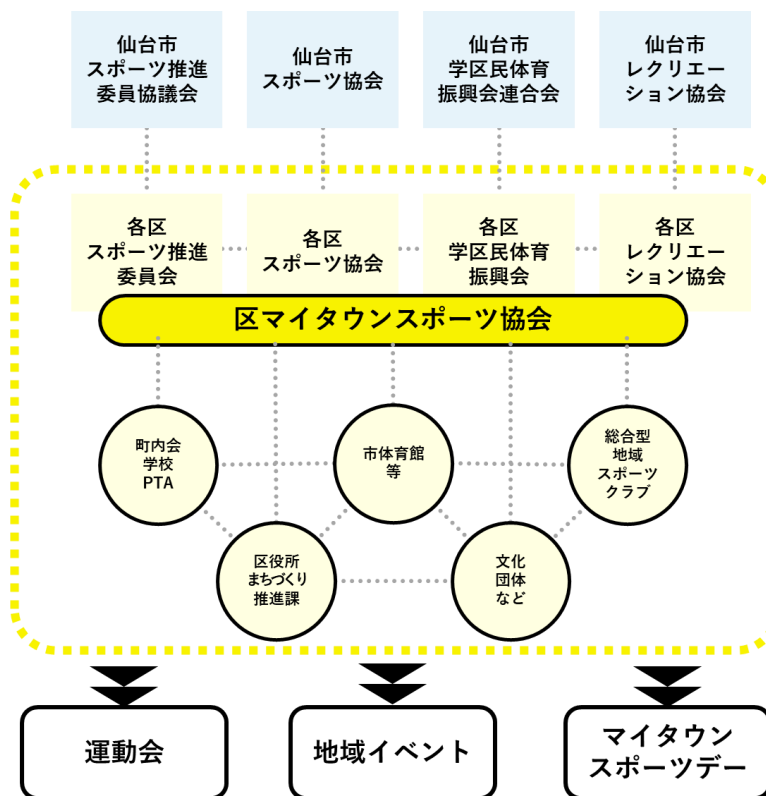 仙台市
スポーツ推進
委員協議会
仙台市
スポーツ協会
仙台市
学区民体育
振興会連合会
仙台市
レクリエー
ション協会
各区
スポーツ推進
委員会
各区
スポーツ協会
各区
学区民体育
振興会
各区
レクリエー
ション協会
区マイタウンスポーツ協会
町内会
学校
PTA
市体育館
等
総合型
地域
スポーツ
クラブ
区役所
まちづくり
推進課
文化
団体
など
運動会
地域イベント
マイタウン
スポーツデー